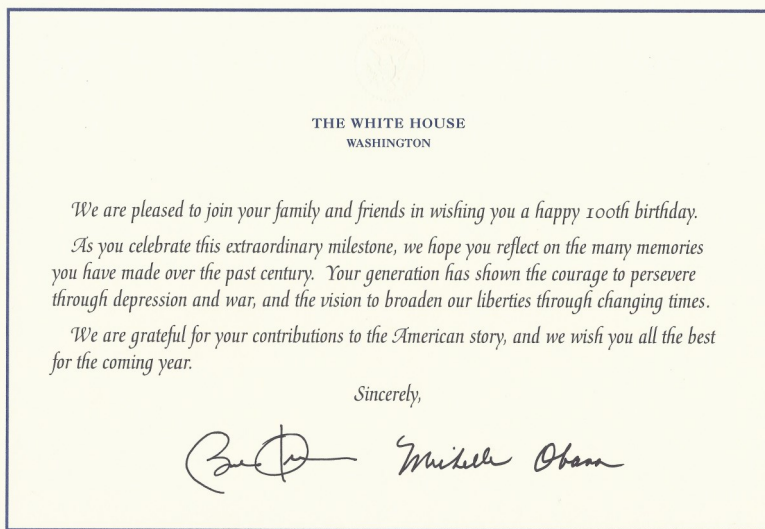 THE WHITE HOUSE
WASHINGTON
We are pleased to join your family and friends in wishing you a happy 100th birthday.
As you celebrate this extraordinary milestone, we hope you reflect on the many memories
you have made over the past century. Your generation has shown the courage to persevere
through depression and war, and the vision to broaden our liberties through changing times.
We are grateful for your contributions to the American story, and we wish you all the best
for the coming year.
Sincerely,
Michelle Obama